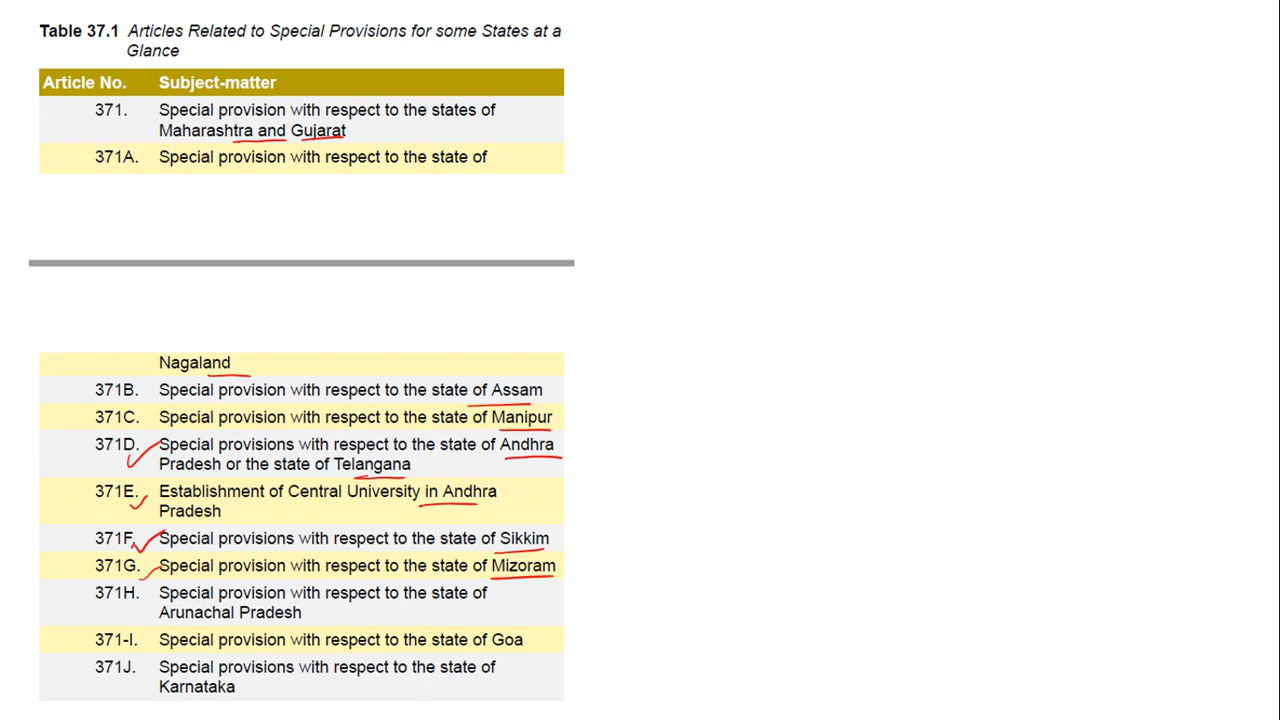 Table 37.1 Articles Related to Special Provisions for some States at a
Glance
Article No. Subject-matter
371. Special provision with respect to the states of
Maharashtra and Gujarat
371A. Special provision with respect to the state of
Nagaland
371B. Special provision with respect to the state of Assam
371C. Special provision with respect to the state of Manipur
371D. Special provisions with respect to the state of Andhra
Pradesh or the state of Telangana
371E. Establishment of Central University in Andhra
Pradesh
371F. Special provisions with respect to the state of Sikkim
371G. Special provision with respect to the state of Mizoram
371H. Special provision with respect to the state of
Arunachal Pradesh
371-I. Special provision with respect to the state of Goa
371J. Special provisions with respect to the state of
Karnataka